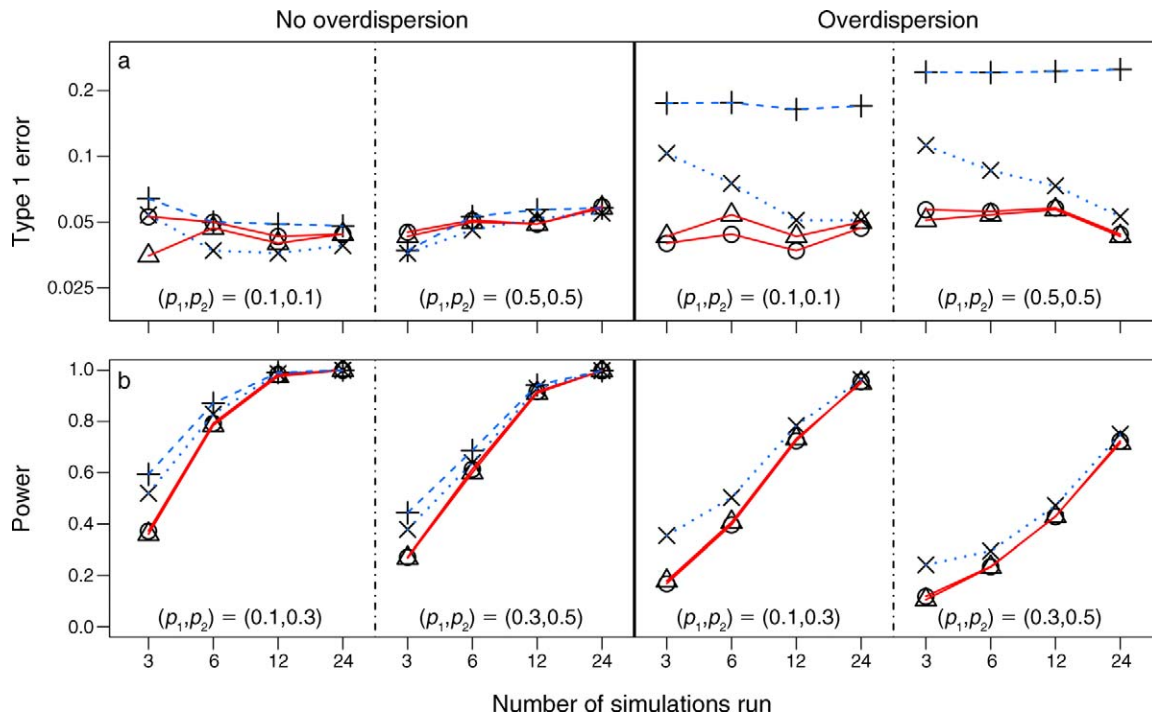 No overdispersion
Overdispersion
a
Type 1 error
0.2
0.1
0.05
0.025
(p₁,p₂) = (0.1,0.1)
(p₁,p₂) = (0.5,0.5)
(p₁,p₂) = (0.1,0.1)
(p₁,p₂) = (0.5,0.5)
b
Power
1.0
0.8
0.6
0.4
0.2
0.0
(p₁,p₂) = (0.1,0.3)
(p₁,p₂) = (0.3,0.5)
(p₁,p₂) = (0.1,0.3)
(p₁,p₂) = (0.3,0.5)
3 6 12 24 3 6 12 24 3 6 12 24 3 6 12 24
Number of simulations run